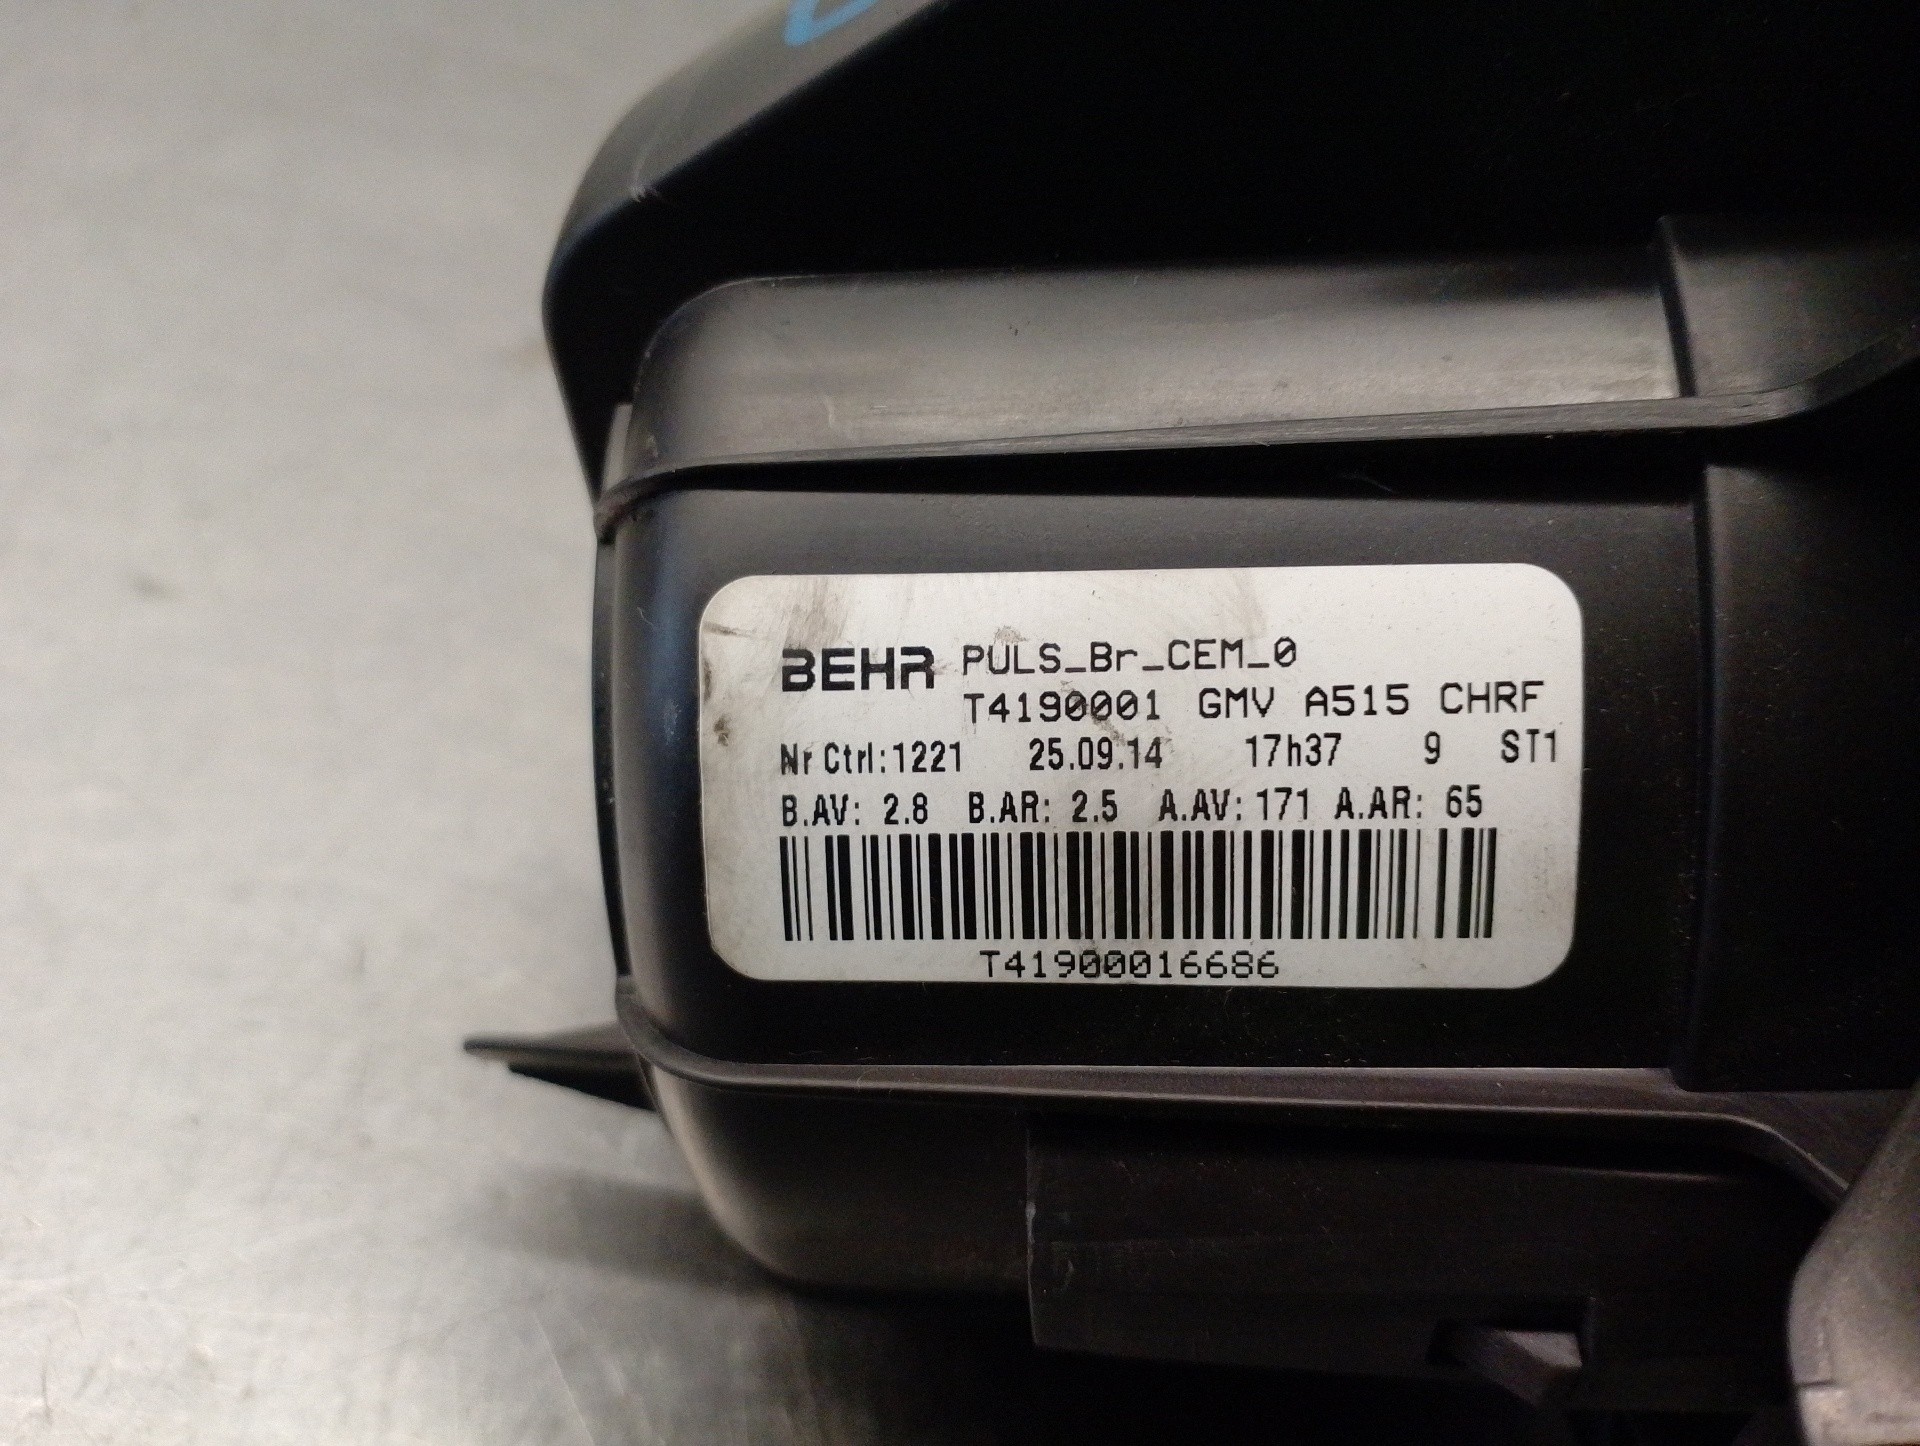 BEHR PULS_Br_CEM_0
T4190001 GMV A515 CHRF
Nr Ctrl:1221 25.09.14 17h37 9 ST1
B.AV: 2.8 B.AR: 2.5 A.AV: 171 A.AR: 65
T41900016686